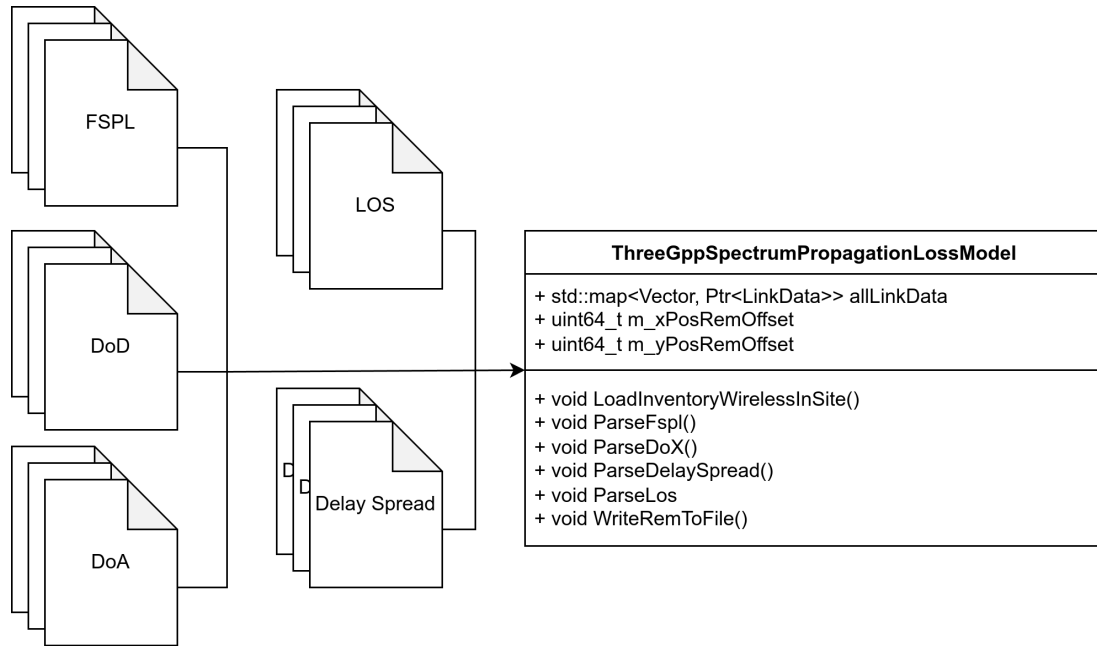 FSPL
DoD
DoA
LOS
D
D
Delay Spread
ThreeGppSpectrumPropagationLossModel
+ std::map<Vector, Ptr<LinkData>> allLinkData
+ uint64_t m_xPosRemOffset
+ uint64_t m_yPosRemOffset
+ void LoadInventoryWirelessInSite()
+ void ParseFspl()
+ void ParseDoX()
+ void ParseDelaySpread()
+ void ParseLos
+ void WriteRemToFile()